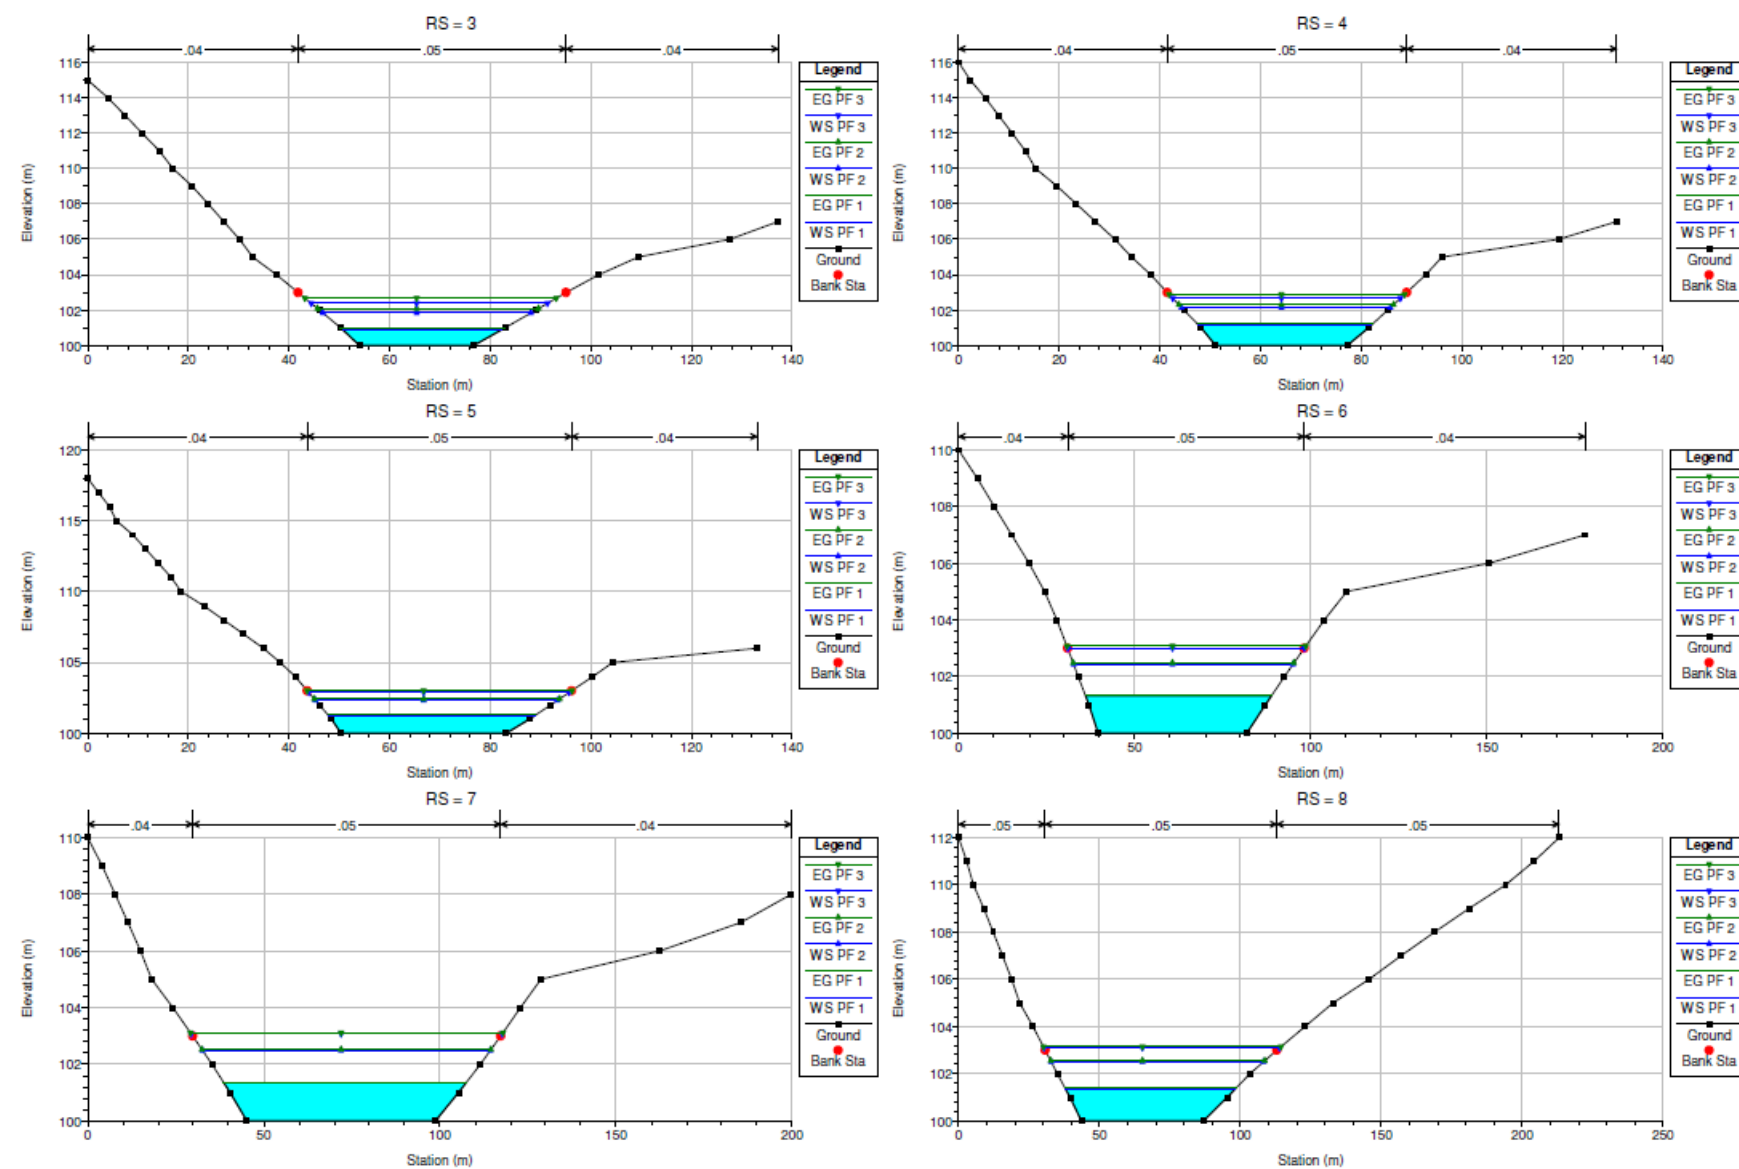 RS = 3
.04 .05 .04
116
114
112
110
108
106
104
102
100
Elevation (m)
0 20 40 60 80 100 120 140
Station (m)
Legend
EG PF 3
WS PF 3
EG PF 2
WS PF 2
EG PF 1
WS PF 1
Ground
Bank Sta
RS = 4
.04 .05 .04
116
114
112
110
108
106
104
102
100
Elevation (m)
0 20 40 60 80 100 120 140
Station (m)
Legend
EG PF 3
WS PF 3
EG PF 2
WS PF 2
EG PF 1
WS PF 1
Ground
Bank Sta
RS = 5
.04 .05 .04
120
115
110
105
100
Elevation (m)
0 20 40 60 80 100 120 140
Station (m)
Legend
EG PF 3
WS PF 3
EG PF 2
WS PF 2
EG PF 1
WS PF 1
Ground
Bank Sta
RS = 6
.04 .05 .04
110
108
106
104
102
100
Elevation (m)
0 50 100 150 200
Station (m)
Legend
EG PF 3
WS PF 3
EG PF 2
WS PF 2
EG PF 1
WS PF 1
Ground
Bank Sta
RS = 7
.04 .05 .04
110
108
106
104
102
100
Elevation (m)
0 50 100 150 200
Station (m)
Legend
EG PF 3
WS PF 3
EG PF 2
WS PF 2
EG PF 1
WS PF 1
Ground
Bank Sta
RS = 8
.05 .05 .05
112
110
108
106
104
102
100
Elevation (m)
0 50 100 150 200 250
Station (m)
Legend
EG PF 3
WS PF 3
EG PF 2
WS PF 2
EG PF 1
WS PF 1
Ground
Bank Sta